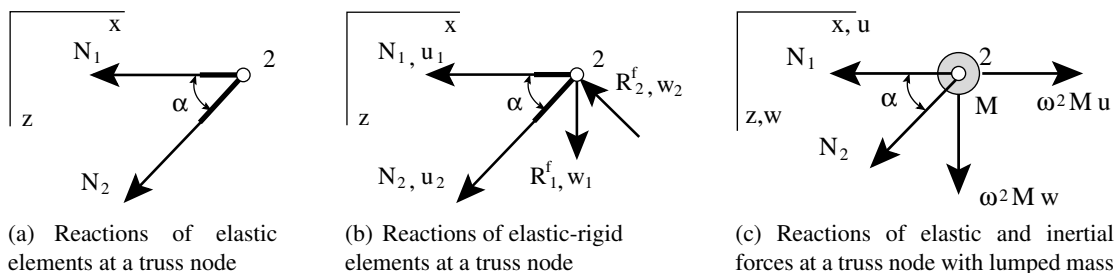 x
z
N₁
2
α
N₂
x
z
N₁, u₁
2
α
R₂ᶠ, w₂
N₂, u₂
R₁ᶠ, w₁
x, u
z,w
N₁
2
α
M
ω² M u
N₂
ω² M w
(a) Reactions of elastic
elements at a truss node
(b) Reactions of elastic-rigid
elements at a truss node
(c) Reactions of elastic and inertial
forces at a truss node with lumped mass